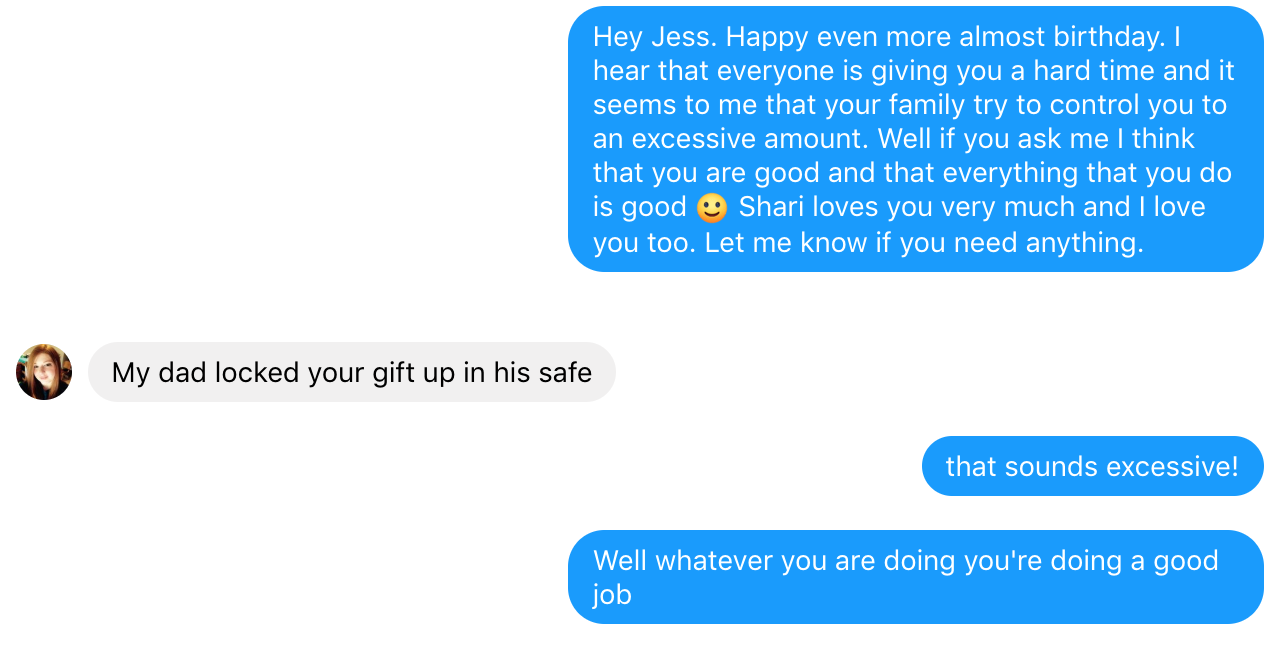 Hey Jess. Happy even more almost birthday. I
hear that everyone is giving you a hard time and it
seems to me that your family try to control you to
an excessive amount. Well if you ask me I think
that you are good and that everything that you do
is good 🙂 Shari loves you very much and I love
you too. Let me know if you need anything.
My dad locked your gift up in his safe
that sounds excessive!
Well whatever you are doing you're doing a good
job